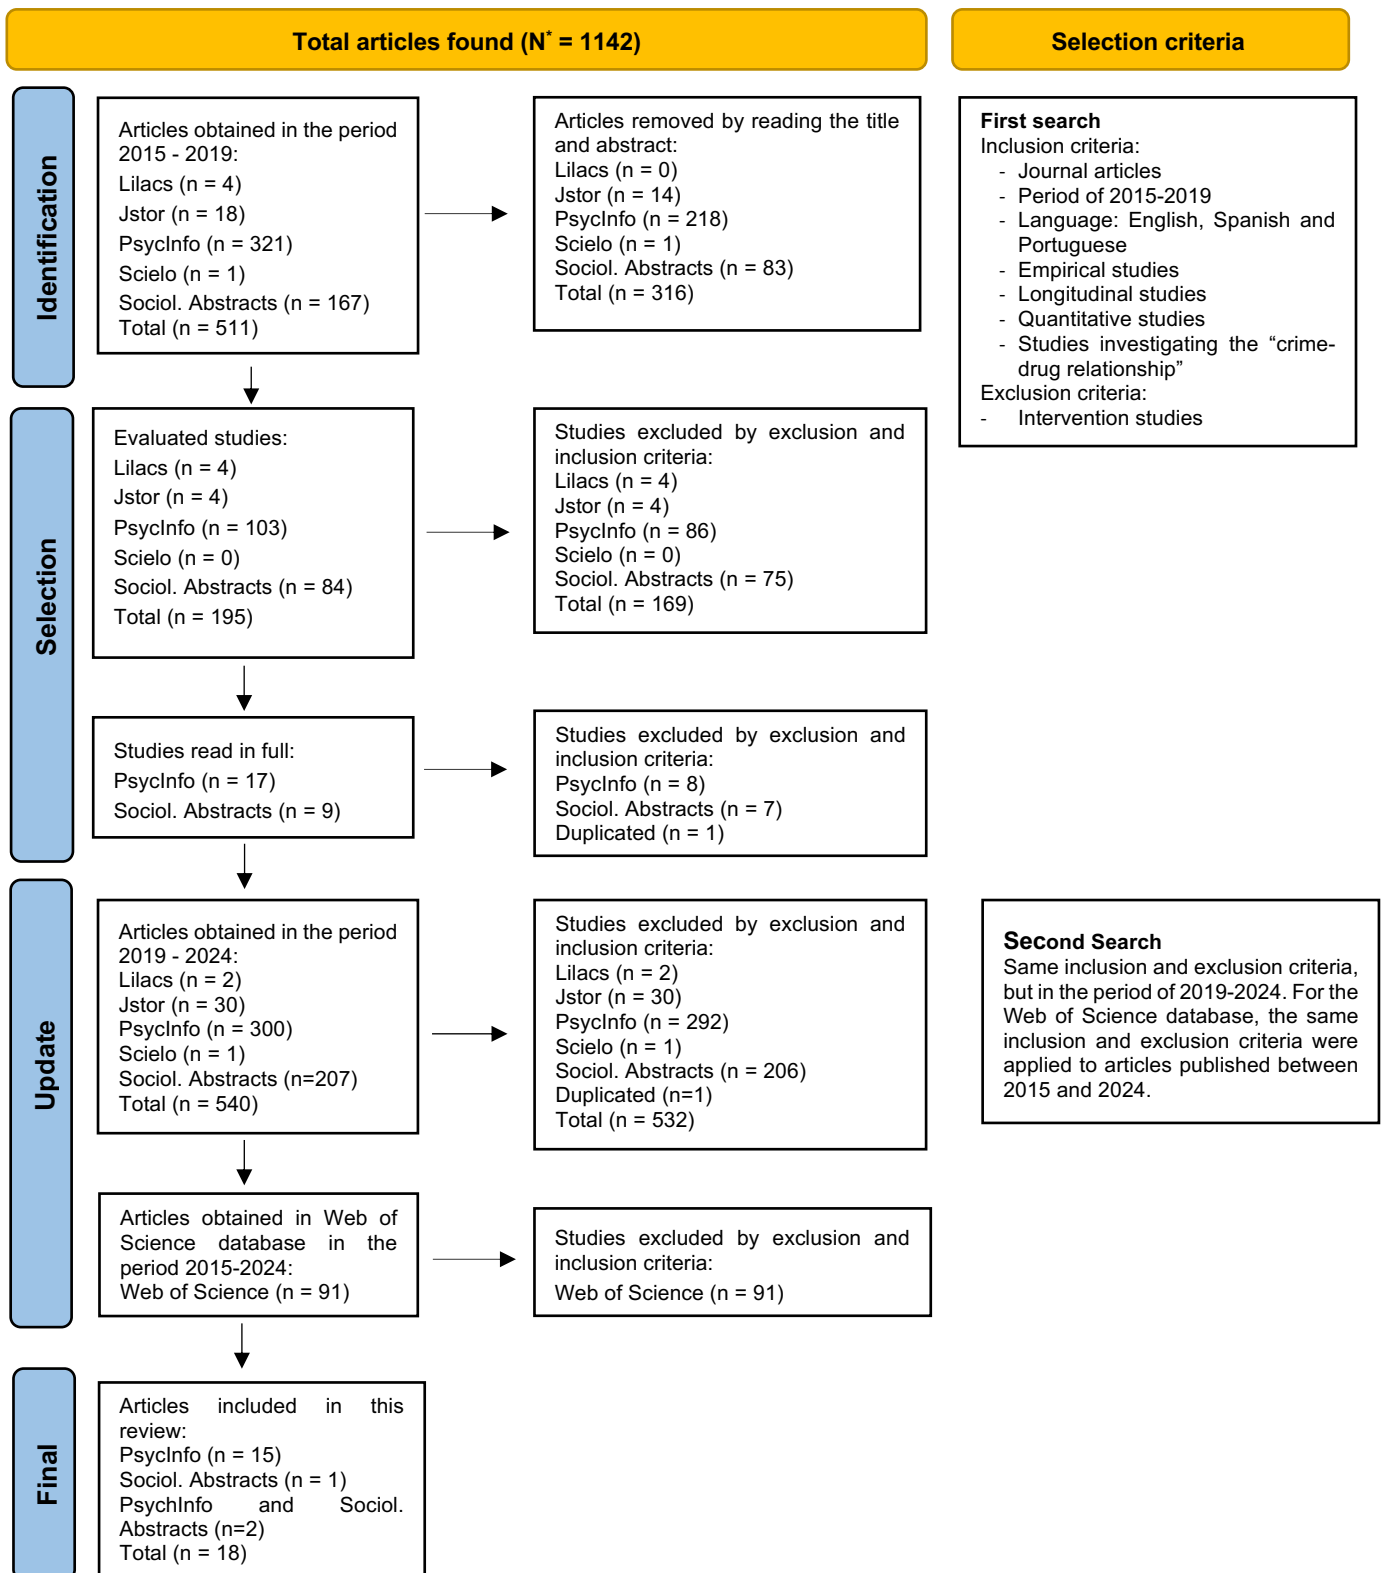 Total articles found (N* = 1142)
Selection criteria
Identification
Articles obtained in the period
2015 - 2019:
Lilacs (n = 4)
Jstor (n = 18)
PsycInfo (n = 321)
Scielo (n = 1)
Sociol. Abstracts (n = 167)
Total (n = 511)
Articles removed by reading the title
and abstract:
Lilacs (n = 0)
Jstor (n = 14)
PsycInfo (n = 218)
Scielo (n = 1)
Sociol. Abstracts (n = 83)
Total (n = 316)
First search
Inclusion criteria:
- Journal articles
- Period of 2015-2019
- Language: English, Spanish and
Portuguese
- Empirical studies
- Longitudinal studies
- Quantitative studies
- Studies investigating the “crime-
drug relationship”
Exclusion criteria:
- Intervention studies
Selection
Evaluated studies:
Lilacs (n = 4)
Jstor (n = 4)
PsycInfo (n = 103)
Scielo (n = 0)
Sociol. Abstracts (n = 84)
Total (n = 195)
Studies excluded by exclusion and
inclusion criteria:
Lilacs (n = 4)
Jstor (n = 4)
PsycInfo (n = 86)
Scielo (n = 0)
Sociol. Abstracts (n = 75)
Total (n = 169)
Studies read in full:
PsycInfo (n = 17)
Sociol. Abstracts (n = 9)
Studies excluded by exclusion and
inclusion criteria:
PsycInfo (n = 8)
Sociol. Abstracts (n = 7)
Duplicated (n = 1)
Update
Articles obtained in the period
2019 - 2024:
Lilacs (n = 2)
Jstor (n = 30)
PsycInfo (n = 300)
Scielo (n = 1)
Sociol. Abstracts (n=207)
Total (n = 540)
Studies excluded by exclusion and
inclusion criteria:
Lilacs (n = 2)
Jstor (n = 30)
PsycInfo (n = 292)
Scielo (n = 1)
Sociol. Abstracts (n = 206)
Duplicated (n=1)
Total (n = 532)
Second Search
Same inclusion and exclusion criteria,
but in the period of 2019-2024. For the
Web of Science database, the same
inclusion and exclusion criteria were
applied to articles published between
2015 and 2024.
Articles obtained in Web of
Science database in the
period 2015-2024:
Web of Science (n = 91)
Studies excluded by exclusion and
inclusion criteria:
Web of Science (n = 91)
Final
Articles included in this
review:
PsycInfo (n = 15)
Sociol. Abstracts (n = 1)
PsychInfo and Sociol.
Abstracts (n=2)
Total (n = 18)